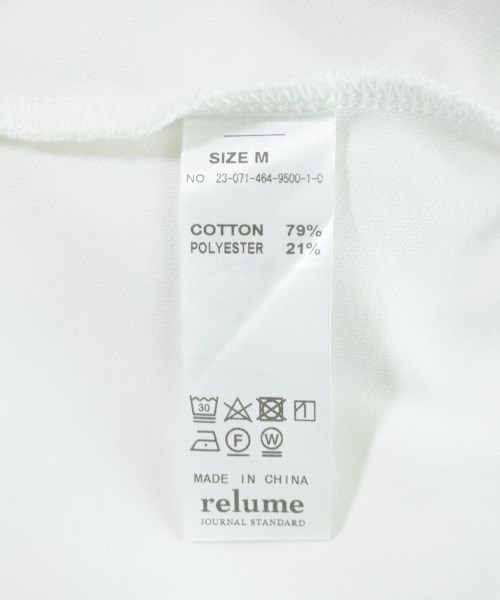 SIZE M
NO. 23-071-464-9500-1-0
COTTON 79%
POLYESTER 21%
30
F W
MADE IN CHINA
relume
JOURNAL STANDARD